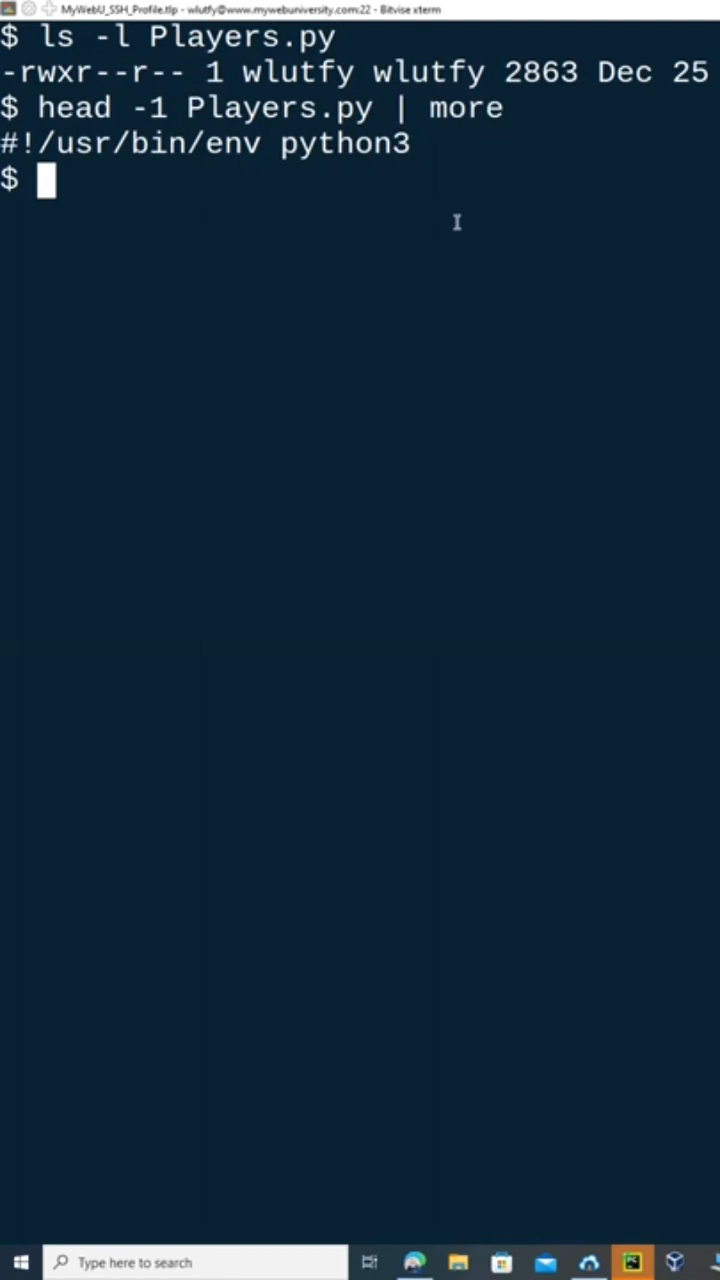 MyWebU_SSH_Profile.tlp - wlutfy@www.mywebuniversity.com:22 - Bitvise xterm
$ ls -l Players.py
-rwxr--r-- 1 wlutfy wlutfy 2863 Dec 25
$ head -1 Players.py | more
#!/usr/bin/env python3
$
Type here to search
PC